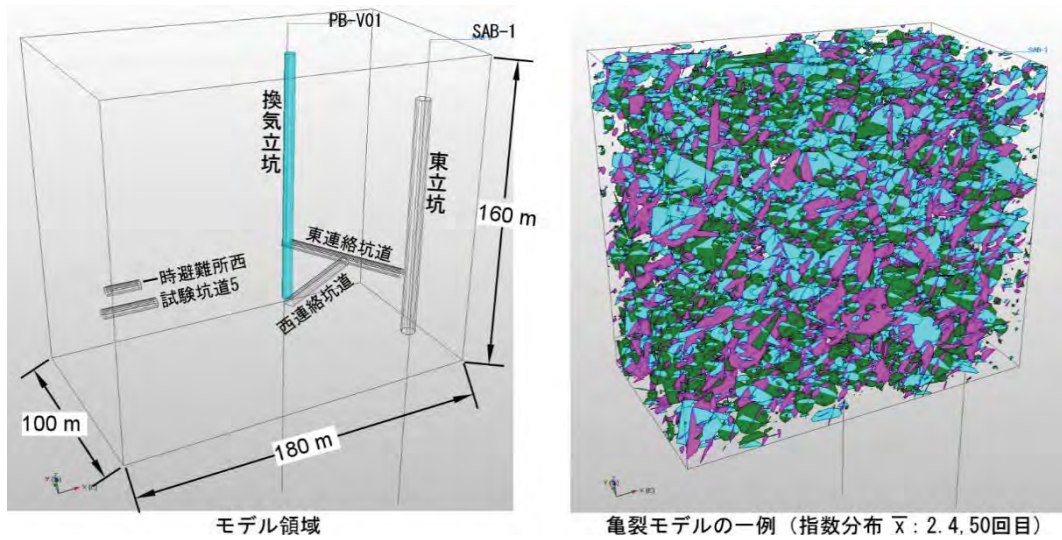 PB-V01
SAB-1
換気立坑
東立坑
160 m
東連絡坑道
一時避難所西
試験坑道5
西連絡坑道
100 m
180 m
モデル領域
SAB-1
亀裂モデルの一例（指数分布 x̄：2.4,50回目）